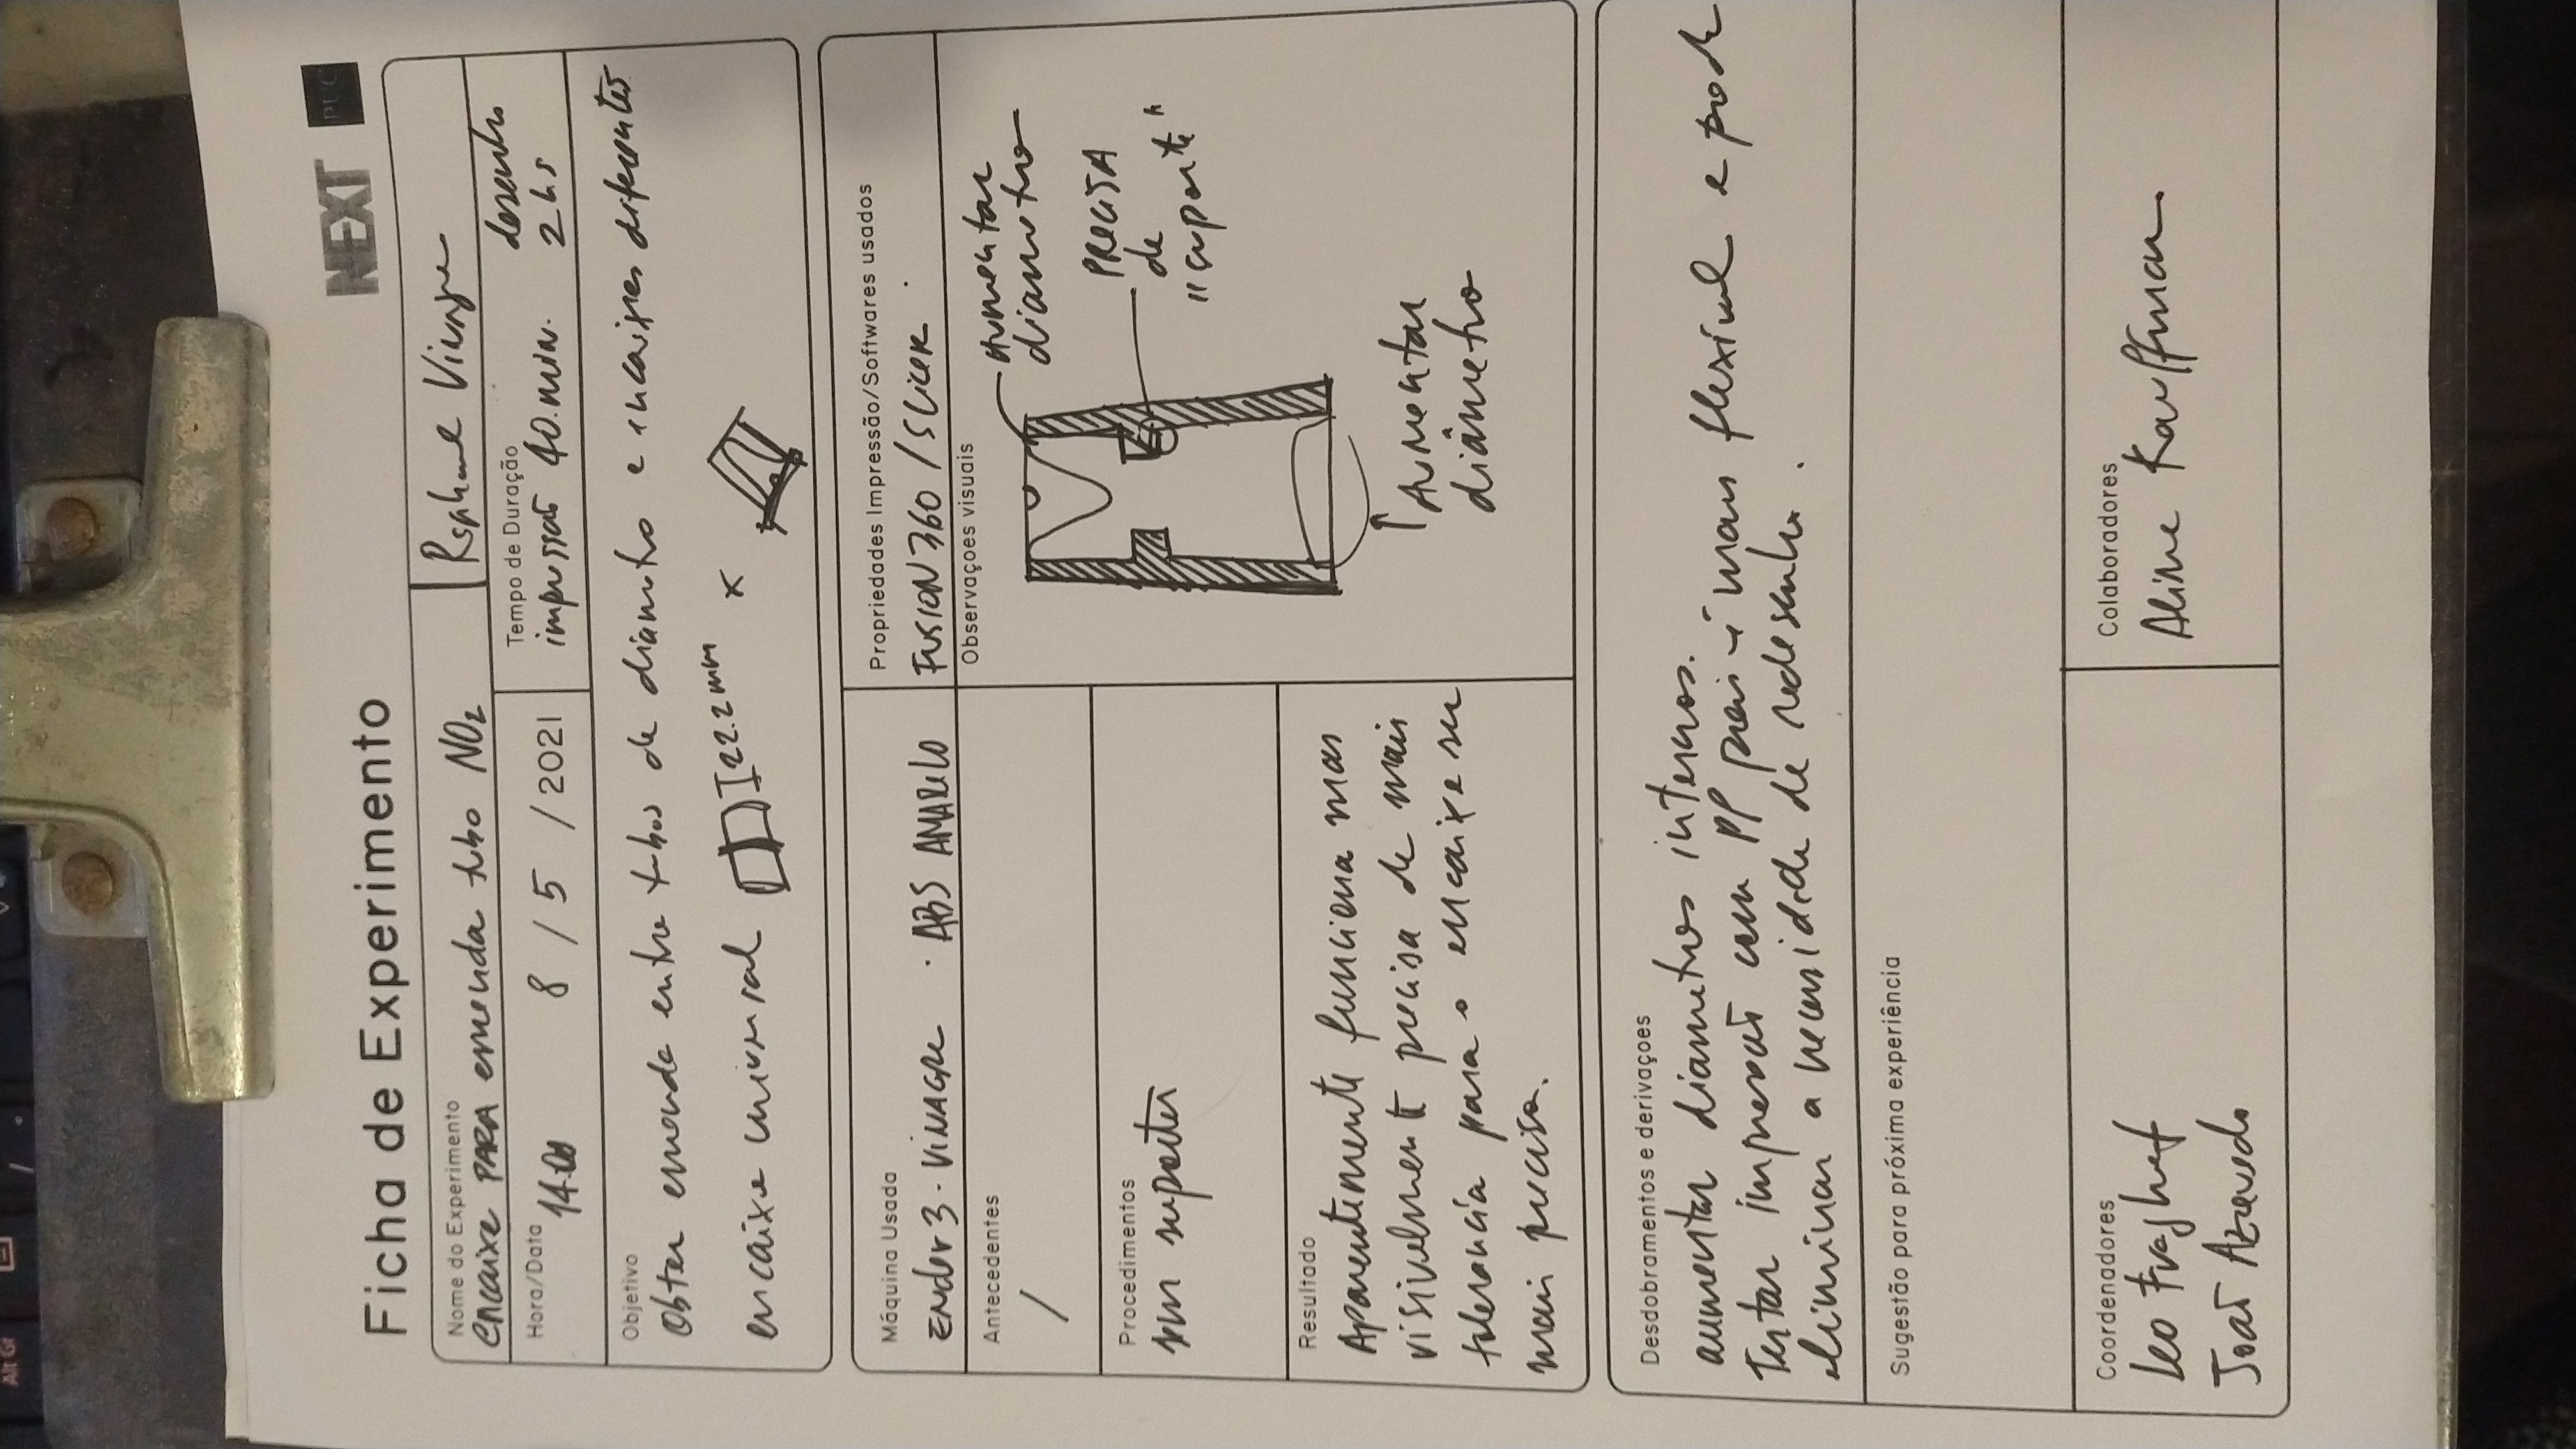 Alt Gr
NEXT
PUC
Ficha de Experimento
Nome do Experimento
encaixe PARA emenda tubo NO2
Raphael Vinagre
Hora/Data
14:00 8 / 5 / 2021
Tempo de Duração
impressão 40.min.
desenho
2hs
Objetivo
Obter emenda entre tubos de diametro e encaixes diferentes
encaixe universal 22.2mm x
Máquina Usada
Ender 3 - VINAGRE · ABS AMARELO
Propriedades Impressão/Softwares usados
FUSION 360 / SLICER
Antecedentes
/
Procedimentos
sem suportes
Observaçoes visuais
Aumentar
diametro
PRECISA
de
"suporte"
Aumentar
diâmetro
Resultado
Aparentemente funciona mas
visivelmente precisa de mais
tolerancia para o encaixe ser
mais preciso.
Desdobramentos e derivaçoes
aumentar diametros internos.
Testar impressão com PP pois é mais flexivel e pode
eliminar a necessidade de redesenho.
Sugestão para próxima experiência
Coordenadores
Leo
João Azevedo
Colaboradores
Aline Kauffmann